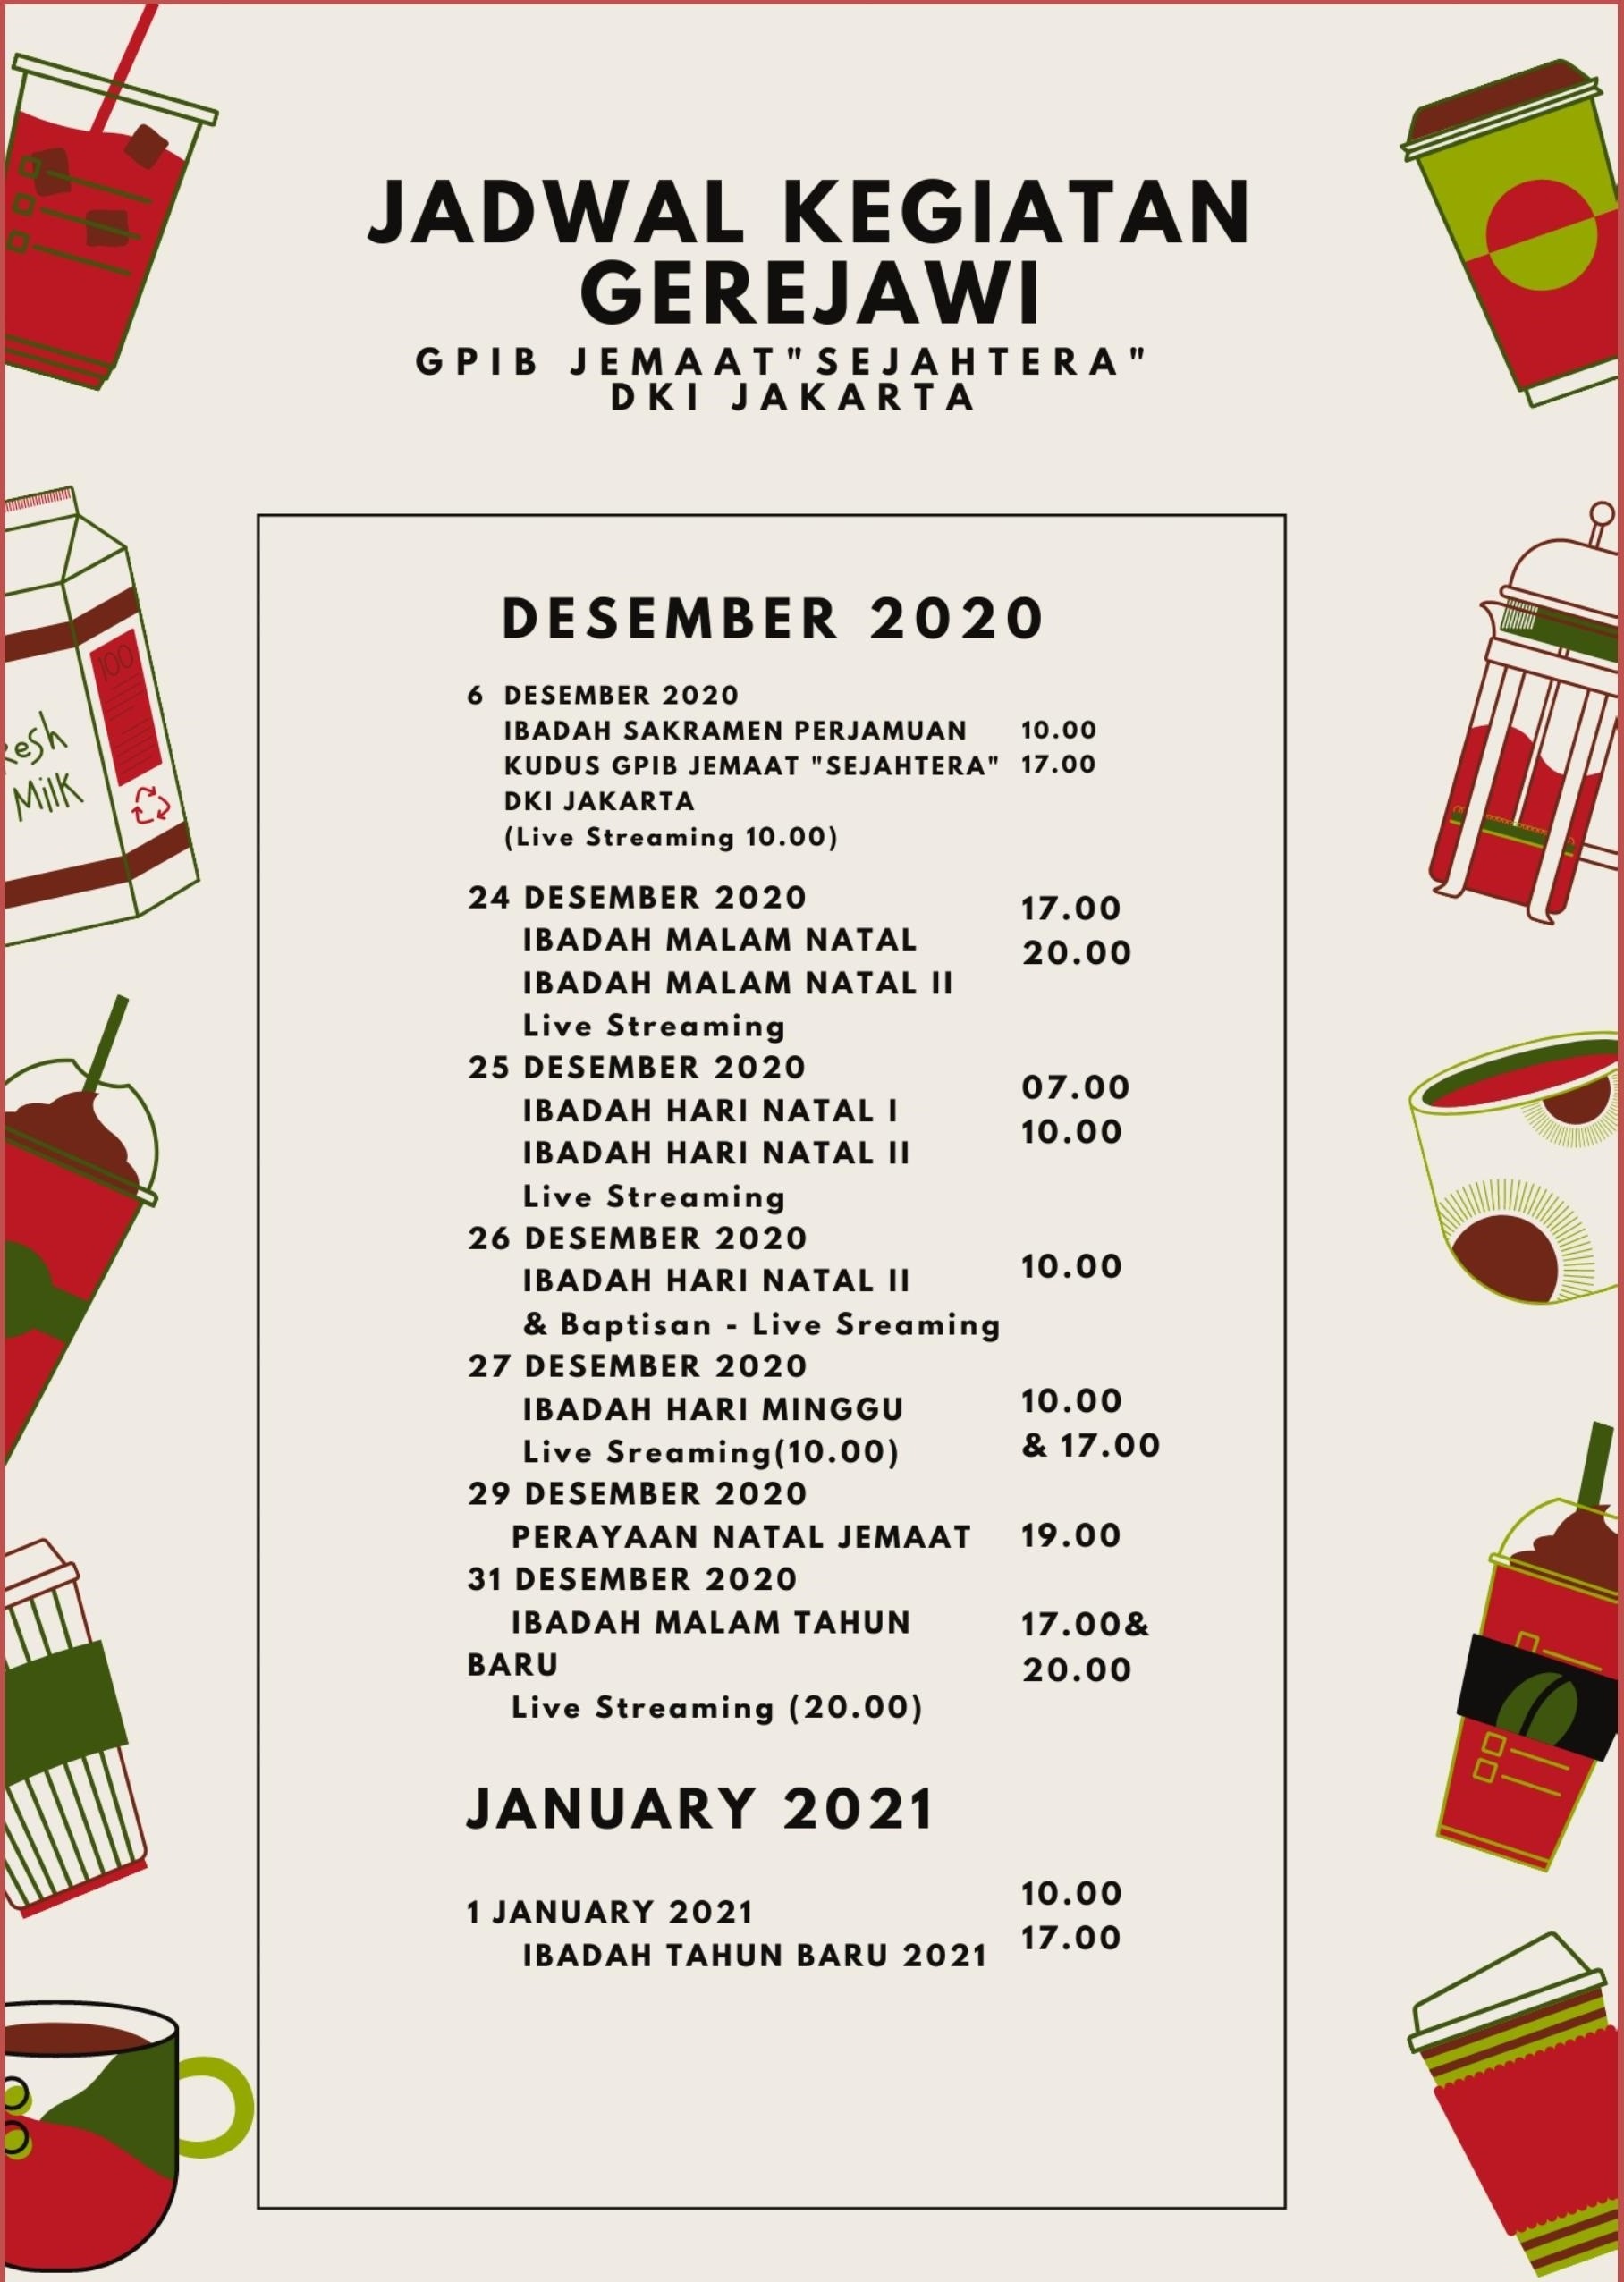 JADWAL KEGIATAN
GEREJAWI
GPIB JEMAAT"SEJAHTERA"
DKI JAKARTA
DESEMBER 2020
6 DESEMBER 2020
IBADAH SAKRAMEN PERJAMUAN 10.00
KUDUS GPIB JEMAAT "SEJAHTERA" 17.00
DKI JAKARTA
(Live Streaming 10.00)
24 DESEMBER 2020 17.00
IBADAH MALAM NATAL 20.00
IBADAH MALAM NATAL II
Live Streaming
25 DESEMBER 2020 07.00
IBADAH HARI NATAL I 10.00
IBADAH HARI NATAL II
Live Streaming
26 DESEMBER 2020
IBADAH HARI NATAL II 10.00
& Baptisan - Live Sreaming
27 DESEMBER 2020
IBADAH HARI MINGGU 10.00
Live Sreaming(10.00) & 17.00
29 DESEMBER 2020
PERAYAAN NATAL JEMAAT 19.00
31 DESEMBER 2020
IBADAH MALAM TAHUN 17.00&
BARU 20.00
Live Streaming (20.00)
JANUARY 2021
1 JANUARY 2021 10.00
IBADAH TAHUN BARU 2021 17.00
100
resh
Milk